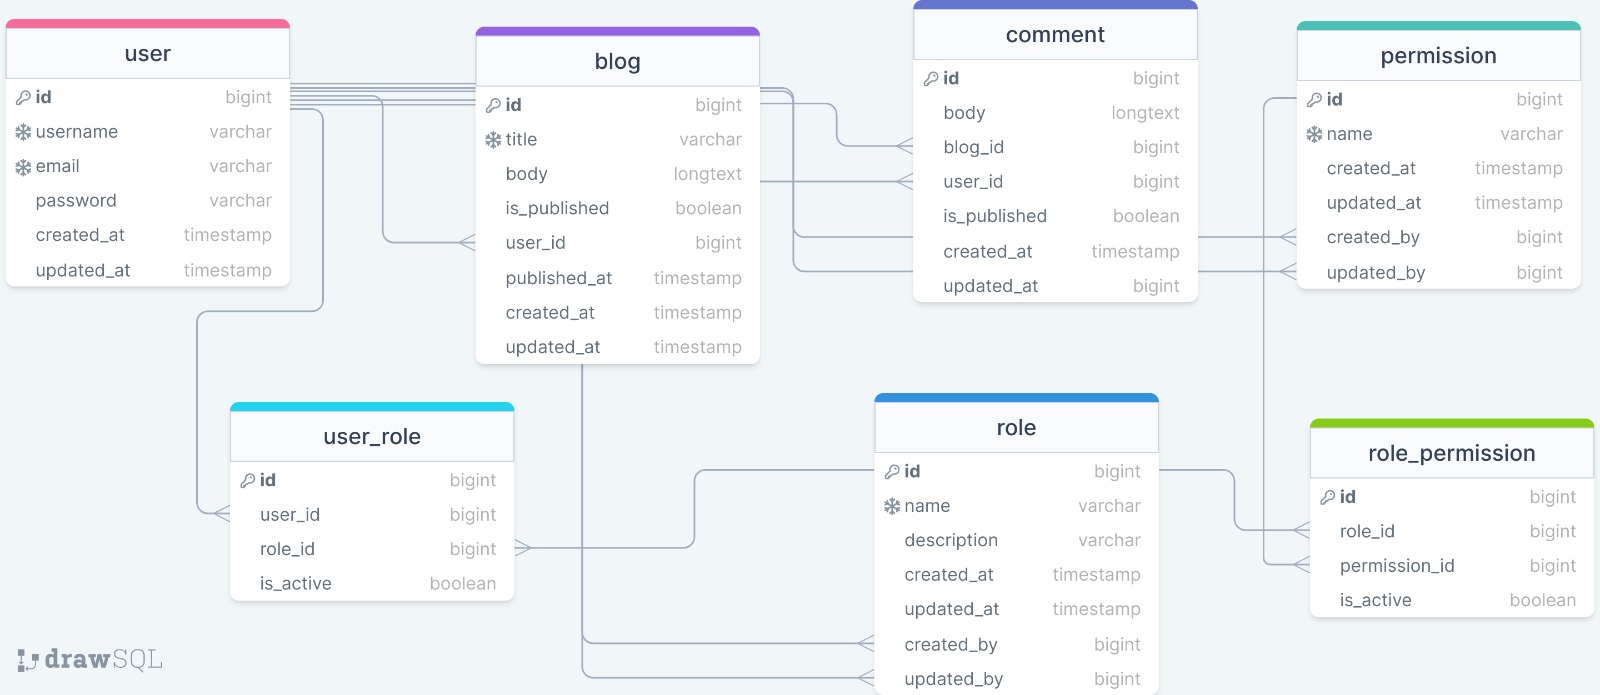 user
id bigint
username varchar
email varchar
password varchar
created_at timestamp
updated_at timestamp
blog
id bigint
title varchar
body longtext
is_published boolean
user_id bigint
published_at timestamp
created_at timestamp
updated_at timestamp
comment
id bigint
body longtext
blog_id bigint
user_id bigint
is_published boolean
created_at timestamp
updated_at bigint
permission
id bigint
name varchar
created_at timestamp
updated_at timestamp
created_by bigint
updated_by bigint
user_role
id bigint
user_id bigint
role_id bigint
is_active boolean
role
id bigint
name varchar
description varchar
created_at timestamp
updated_at timestamp
created_by bigint
updated_by bigint
role_permission
id bigint
role_id bigint
permission_id bigint
is_active boolean
drawSQL